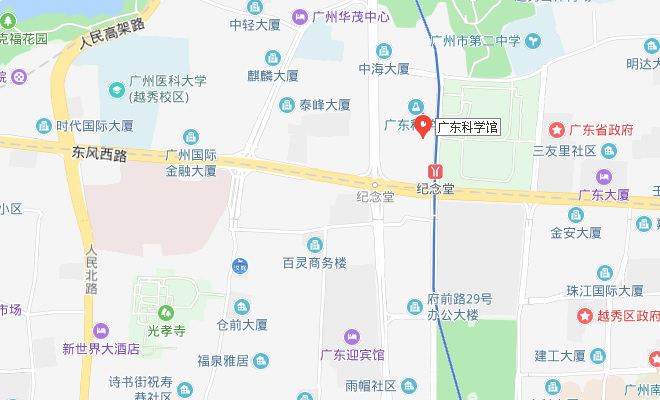 中轻大厦
广州华茂中心
克福花园
人民高架路
广州市第二中学
麒麟大厦
中海大厦
明达大
广州医科大学
(越秀校区)
泰峰大厦
院
时代国际大厦
广东科学馆
广东省政府
东风西路
广州国际
金融大厦
三友里社区
纪念堂
纪念堂
广东大厦
小区
金安大厦
人民北路
百灵商务楼
汉庭
珠江国际大厦
府前路29号
办公大楼
市场
光孝寺
仓前大厦
越秀区政府
新世界大酒店
广东迎宾馆
福泉雅居
建工大厦
诗书街祝寿
巷社区
雨帽社区
广州南